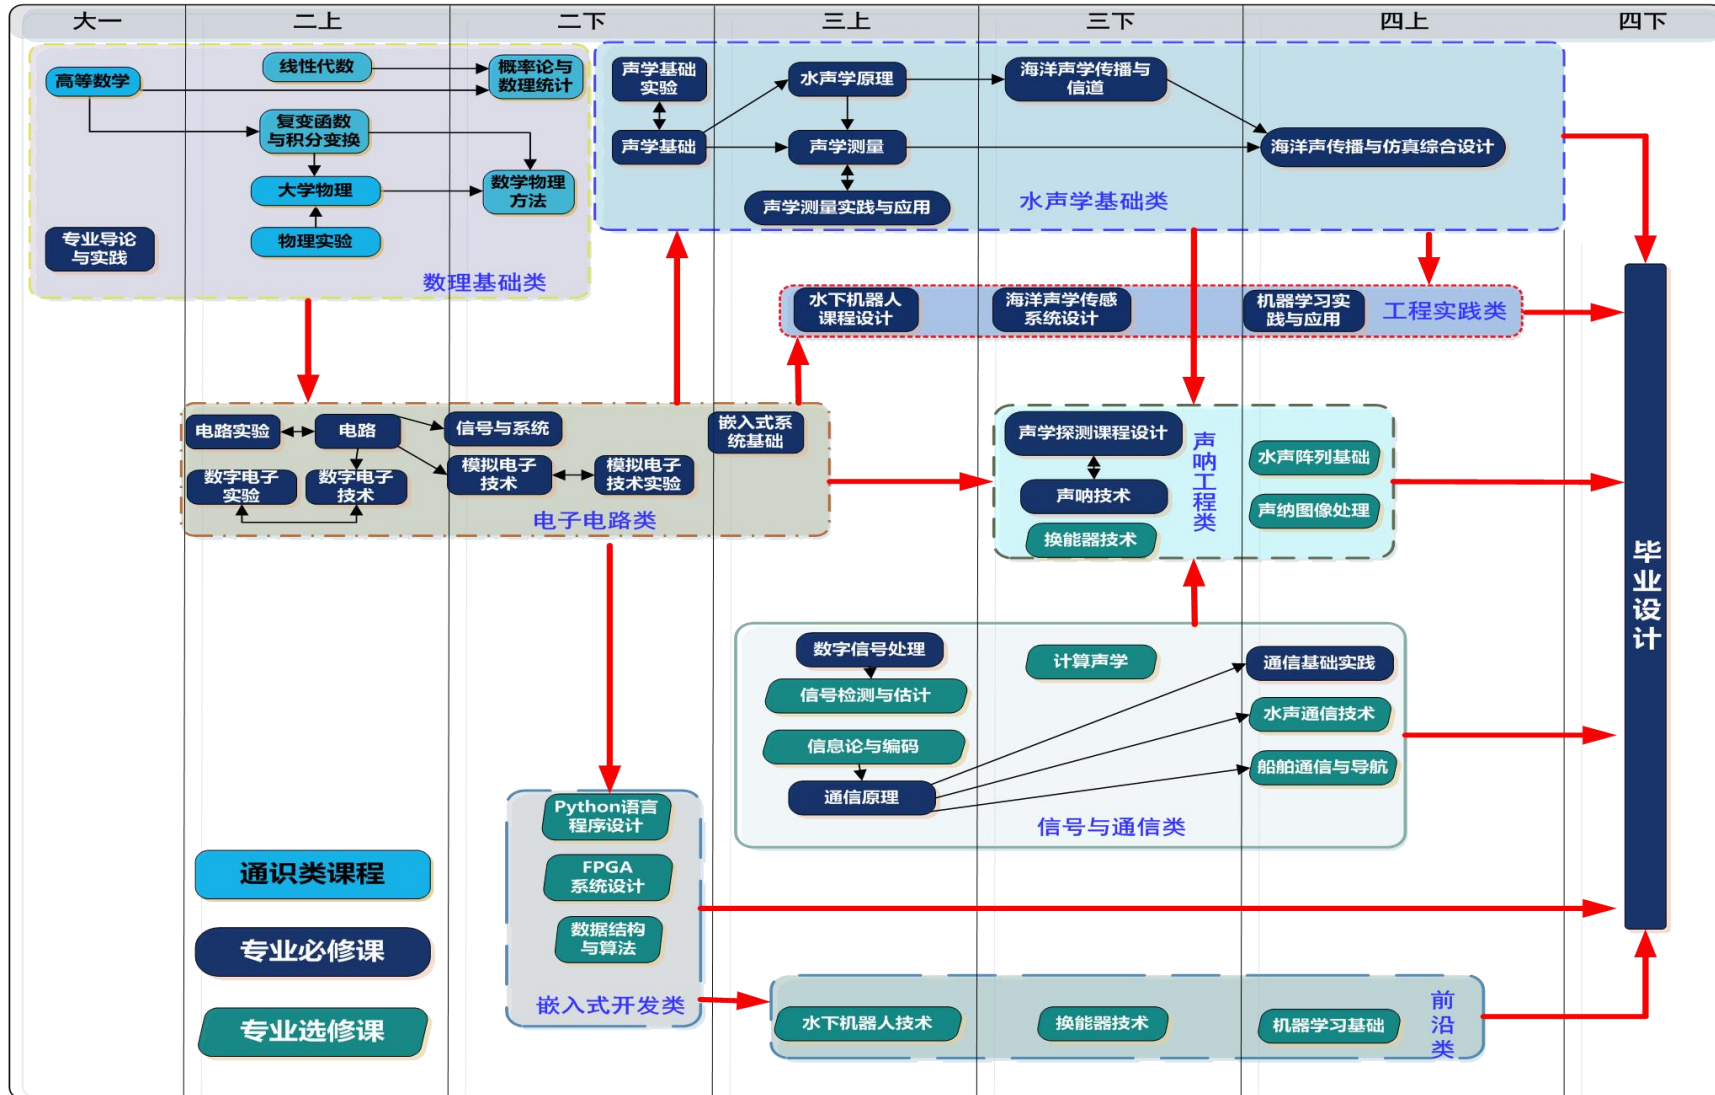 大一
二上
二下
三上
三下
四上
四下
高等数学
线性代数
概率论与
数理统计
复变函数
与积分变换
大学物理
数学物理
方法
物理实验
专业导论
与实践
数理基础类
声学基础
实验
水声学原理
海洋声学传播与
信道
声学基础
声学测量
海洋声传播与仿真综合设计
声学测量实践与应用
水声学基础类
水下机器人
课程设计
海洋声学传感
系统设计
机器学习实
践与应用
工程实践类
电路实验
电路
信号与系统
嵌入式系
统基础
数字电子
实验
数字电子
技术
模拟电子
技术
模拟电子
技术实验
电子电路类
声学探测课程设计
声呐技术
换能器技术
声呐工程类
水声阵列基础
声纳图像处理
数字信号处理
计算声学
通信基础实践
信号检测与估计
水声通信技术
信息论与编码
船舶通信与导航
通信原理
信号与通信类
Python语言
程序设计
FPGA
系统设计
数据结构
与算法
嵌入式开发类
水下机器人技术
换能器技术
机器学习基础
前沿类
毕业设计
通识类课程
专业必修课
专业选修课